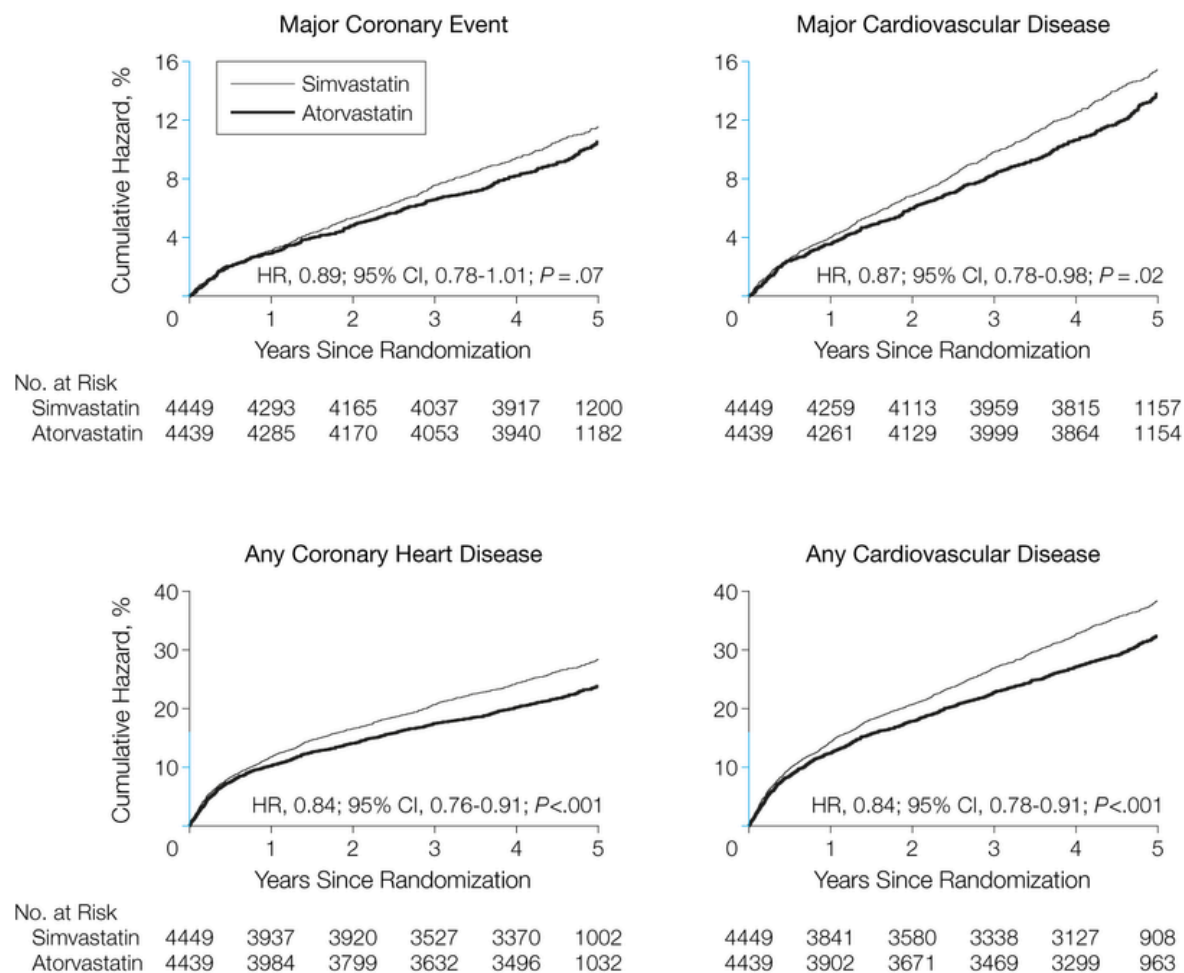 Major Coronary Event
Cumulative Hazard, %
16
12
8
4
Simvastatin
Atorvastatin
HR, 0.89; 95% CI, 0.78-1.01; P = .07
0 1 2 3 4 5
Years Since Randomization
No. at Risk
Simvastatin 4449 4293 4165 4037 3917 1200
Atorvastatin 4439 4285 4170 4053 3940 1182
Major Cardiovascular Disease
16
12
8
4
HR, 0.87; 95% CI, 0.78-0.98; P = .02
0 1 2 3 4 5
Years Since Randomization
4449 4259 4113 3959 3815 1157
4439 4261 4129 3999 3864 1154
Any Coronary Heart Disease
Cumulative Hazard, %
40
30
20
10
HR, 0.84; 95% CI, 0.76-0.91; P<.001
0 1 2 3 4 5
Years Since Randomization
No. at Risk
Simvastatin 4449 3937 3920 3527 3370 1002
Atorvastatin 4439 3984 3799 3632 3496 1032
Any Cardiovascular Disease
40
30
20
10
HR, 0.84; 95% CI, 0.78-0.91; P<.001
0 1 2 3 4 5
Years Since Randomization
4449 3841 3580 3338 3127 908
4439 3902 3671 3469 3299 963